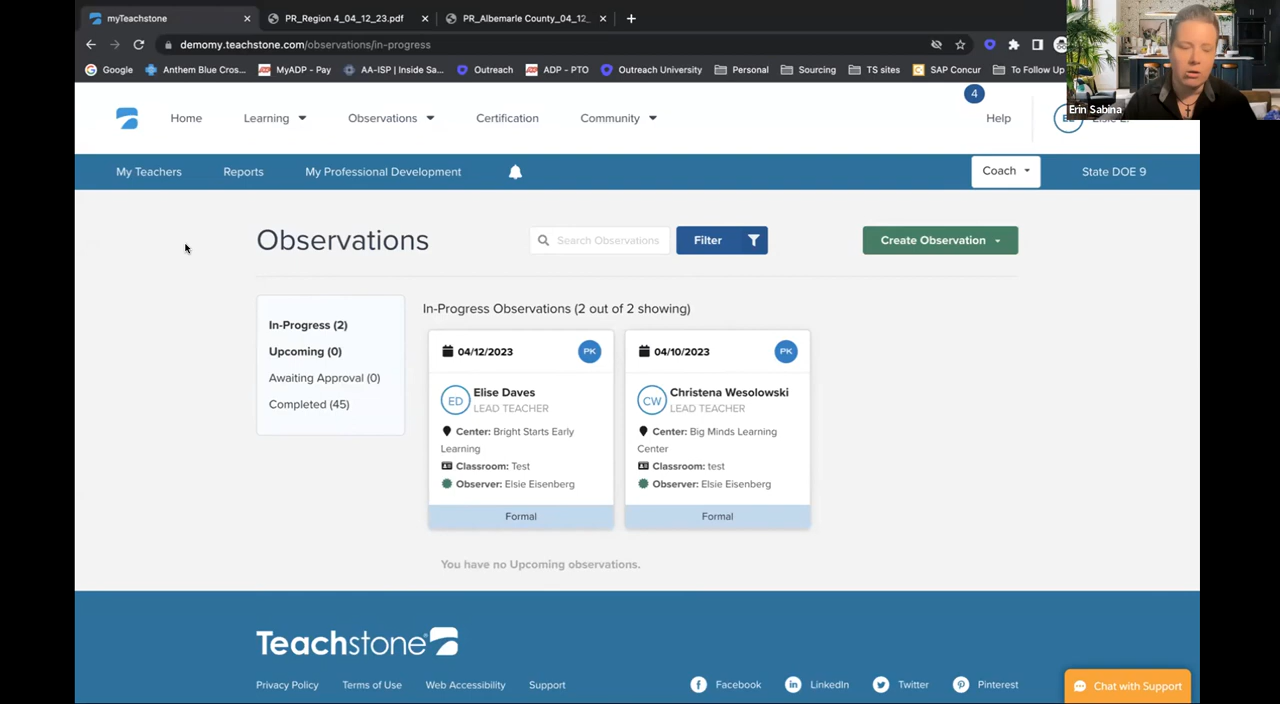 myTeachstone
PR_Region 4_04_12_23.pdf
PR_Albemarle County_04_12_
demomy.teachstone.com/observations/in-progress
Google
Anthem Blue Cros...
MyADP - Pay
AA-ISP | Inside Sa...
Outreach
ADP - PTO
Outreach University
Personal
Sourcing
TS sites
SAP Concur
To Follow Up
Erin Sabina
4
Home
Learning
Observations
Certification
Community
Help
My Teachers
Reports
My Professional Development
Coach
State DOE 9
Observations
Search Observations
Filter
Create Observation
In-Progress (2)
Upcoming (0)
Awaiting Approval (0)
Completed (45)
In-Progress Observations (2 out of 2 showing)
04/12/2023
PK
ED
Elise Daves
LEAD TEACHER
Center: Bright Starts Early
Learning
Classroom: Test
Observer: Elsie Eisenberg
Formal
04/10/2023
PK
CW
Christena Wesolowski
LEAD TEACHER
Center: Big Minds Learning
Center
Classroom: test
Observer: Elsie Eisenberg
Formal
You have no Upcoming observations.
Teachstone
Privacy Policy
Terms of Use
Web Accessibility
Support
Facebook
LinkedIn
Twitter
Pinterest
Chat with Support